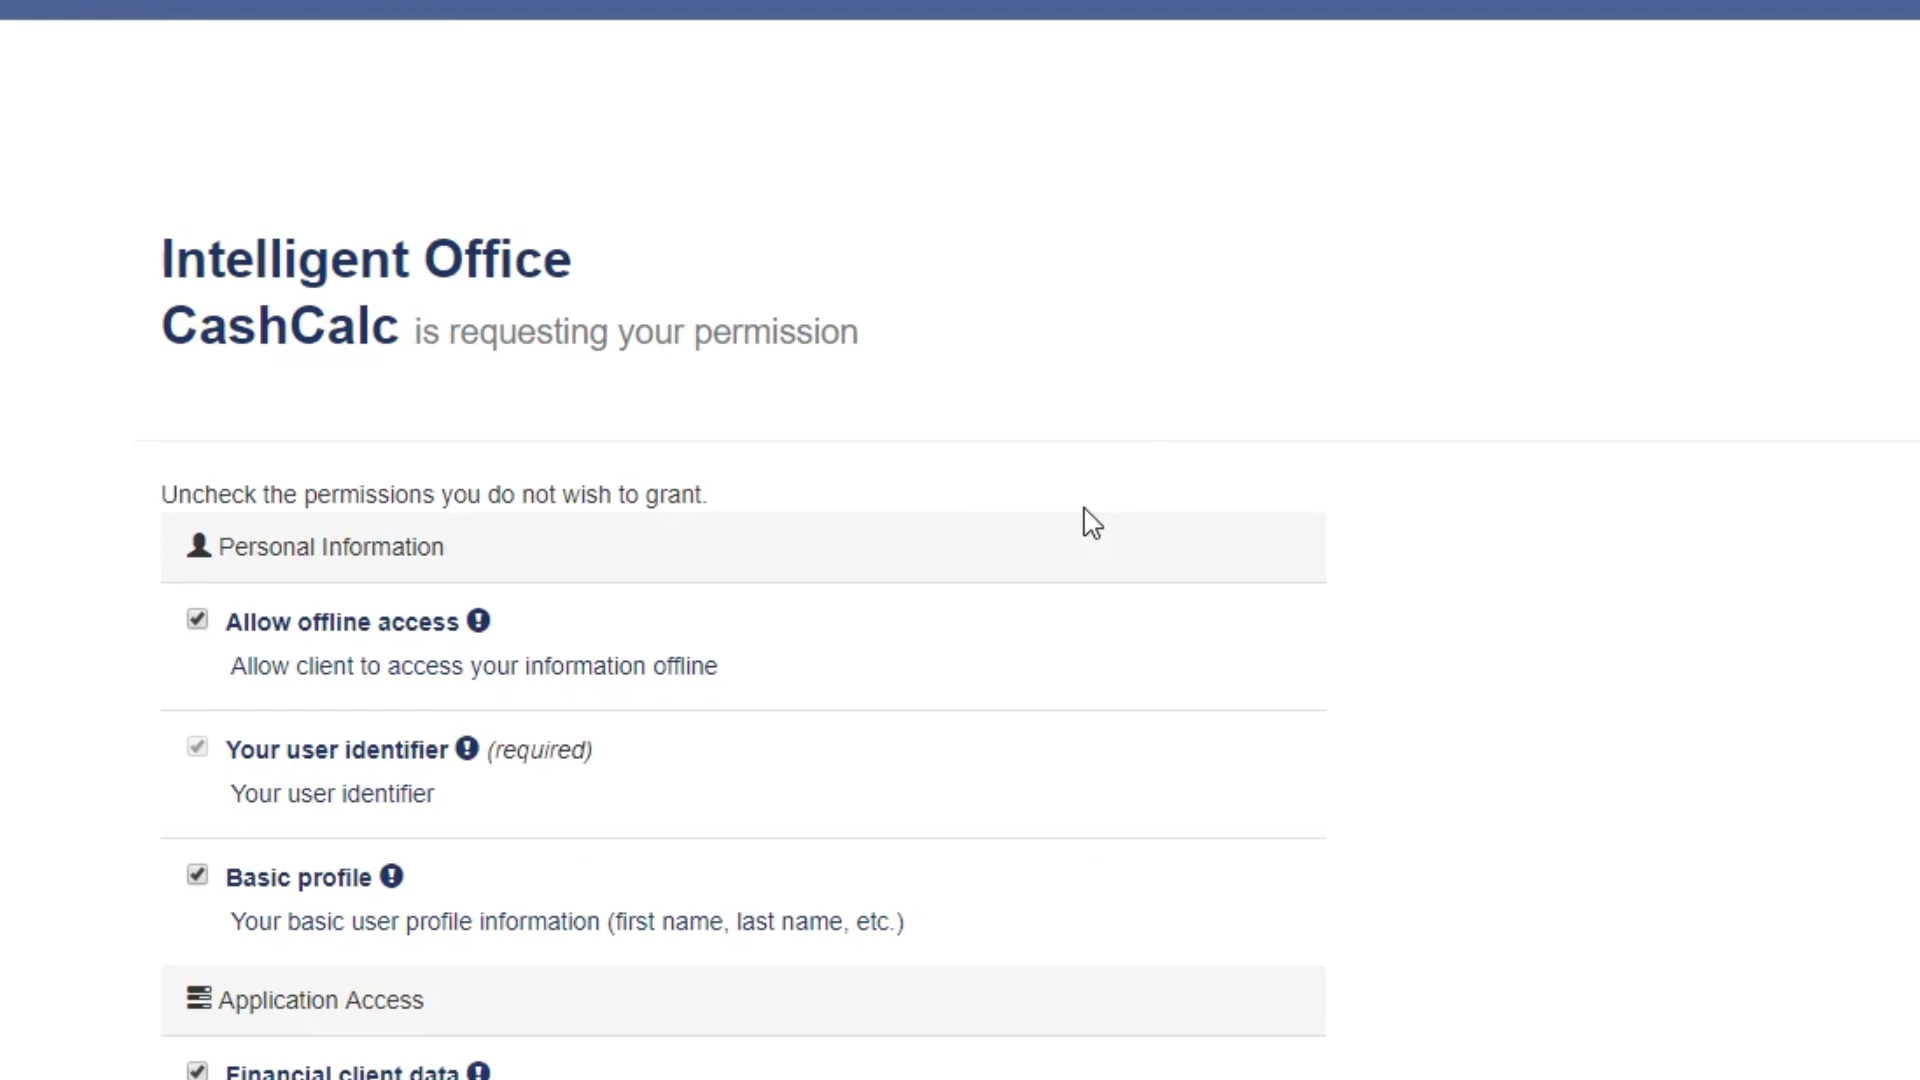 Intelligent Office
CashCalc is requesting your permission
Uncheck the permissions you do not wish to grant.
Personal Information
Allow offline access
Allow client to access your information offline
Your user identifier (required)
Your user identifier
Basic profile
Your basic user profile information (first name, last name, etc.)
Application Access
Financial client data